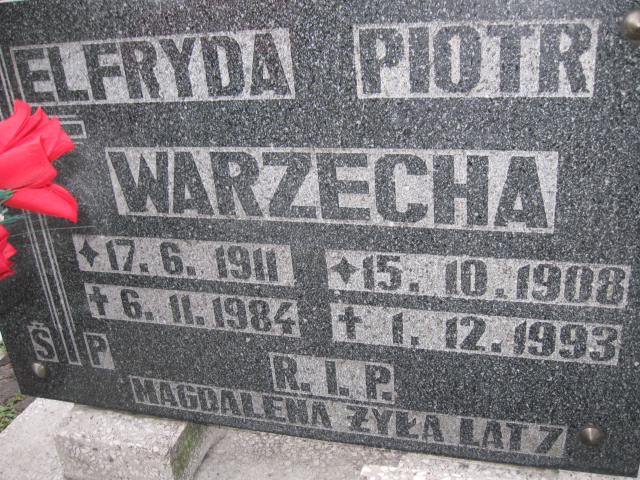 ELFRYDA PIOTR
WARZECHA
✦17. 6. 1911 ✦15. 10. 1908
✝6. 11. 1984 ✝1. 12. 1993
Ś P
R. I. P.
MAGDALENA ŻYŁA LAT 7